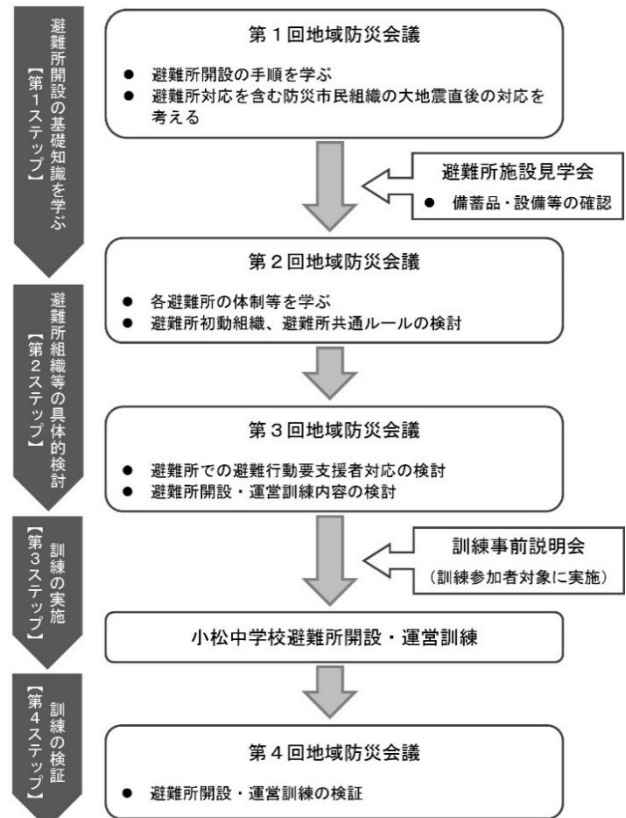 避難所開設の基礎知識を学ぶ
【第1ステップ】
第1回地域防災会議
● 避難所開設の手順を学ぶ
● 避難所対応を含む防災市民組織の大地震直後の対応を
考える
避難所施設見学会
● 備蓄品・設備等の確認
避難所組織等の具体的検討
【第2ステップ】
第2回地域防災会議
● 各避難所の体制等を学ぶ
● 避難所初動組織、避難所共通ルールの検討
第3回地域防災会議
● 避難所での避難行動要支援者対応の検討
● 避難所開設・運営訓練内容の検討
訓練の実施
【第3ステップ】
訓練事前説明会
(訓練参加者対象に実施)
小松中学校避難所開設・運営訓練
訓練の検証
【第4ステップ】
第4回地域防災会議
● 避難所開設・運営訓練の検証